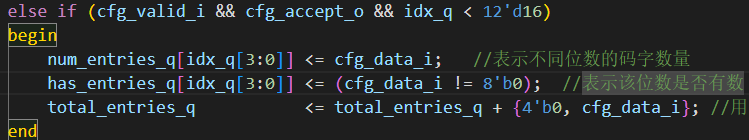 else if (cfg_valid_i && cfg_accept_o && idx_q < 12'd16)
begin
num_entries_q[idx_q[3:0]] <= cfg_data_i; //表示不同位数的码字数量
has_entries_q[idx_q[3:0]] <= (cfg_data_i != 8'b0); //表示该位数是否有数
total_entries_q <= total_entries_q + {4'b0, cfg_data_i}; //用
end